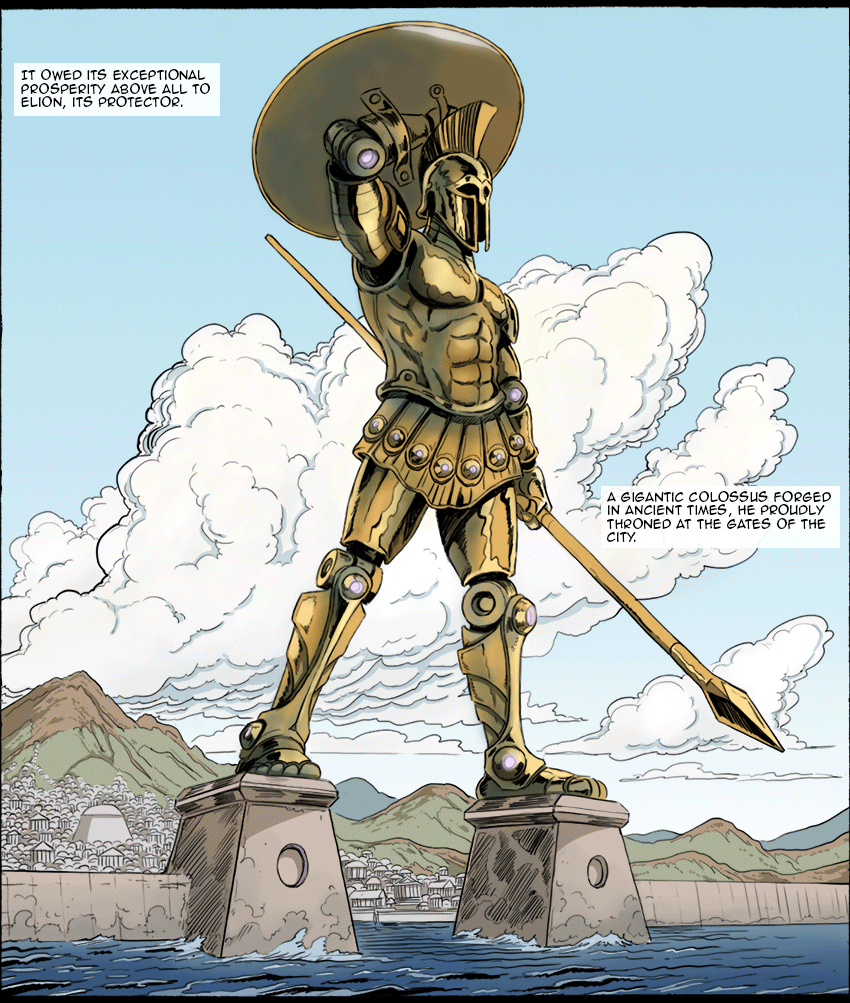 IT OWED ITS EXCEPTIONAL
PROSPERITY ABOVE ALL TO
ELION, ITS PROTECTOR.
A GIGANTIC COLOSSUS FORGED
IN ANCIENT TIMES, HE PROUDLY
THRONED AT THE GATES OF THE
CITY.